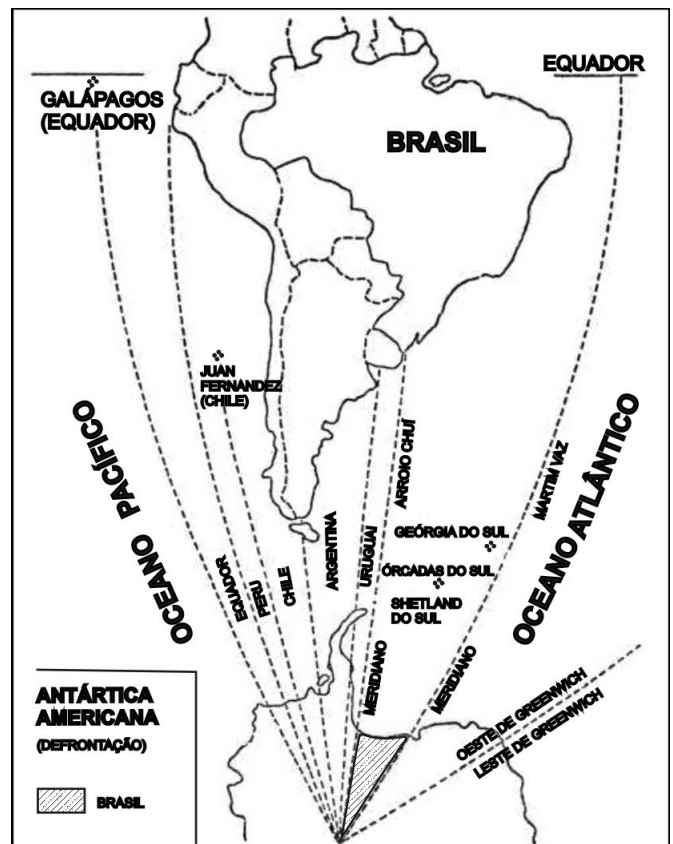 EQUADOR
GALÁPAGOS
(EQUADOR)
BRASIL
JUAN
FERNANDEZ
(CHILE)
OCEANO PACÍFICO
OCEANO ATLÂNTICO
EQUADOR
PERU
CHILE
ARGENTINA
URUGUAI
ARROIO CHUÍ
MERIDIANO
MARTIM VAZ
MERIDIANO
GEÓRGIA DO SUL
ÓRCADAS DO SUL
SHETLAND
DO SUL
OESTE DE GREENWICH
LESTE DE GREENWICH
ANTÁRTICA
AMERICANA
(DEFRONTAÇÃO)
BRASIL